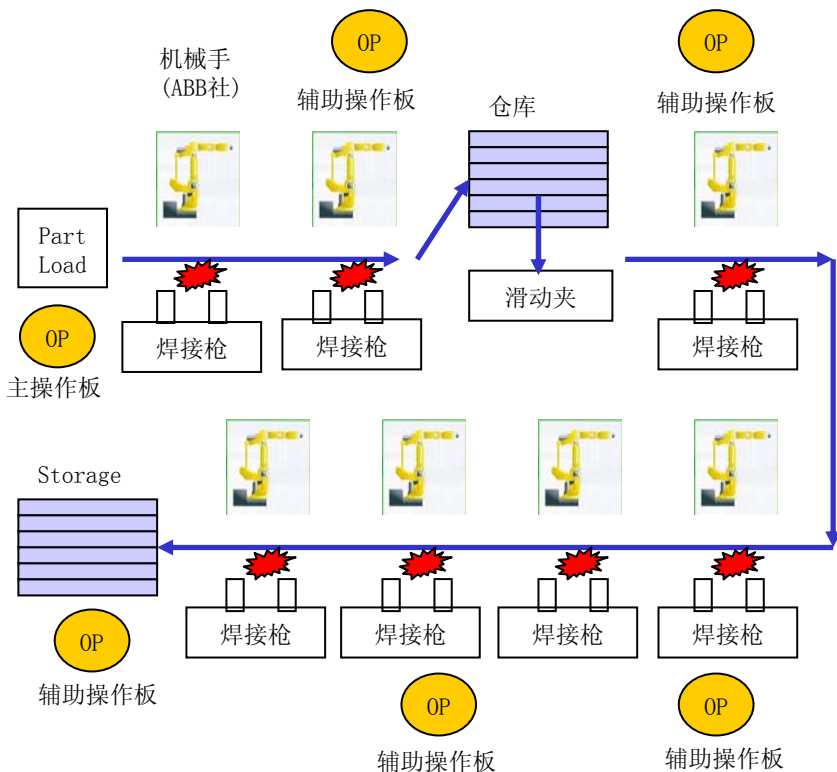 OP
OP
机械手
(ABB社)
辅助操作板
仓库
辅助操作板
Part
Load
滑动夹
OP
焊接枪
焊接枪
焊接枪
主操作板
Storage
OP
焊接枪
焊接枪
焊接枪
焊接枪
辅助操作板
OP
OP
辅助操作板
辅助操作板